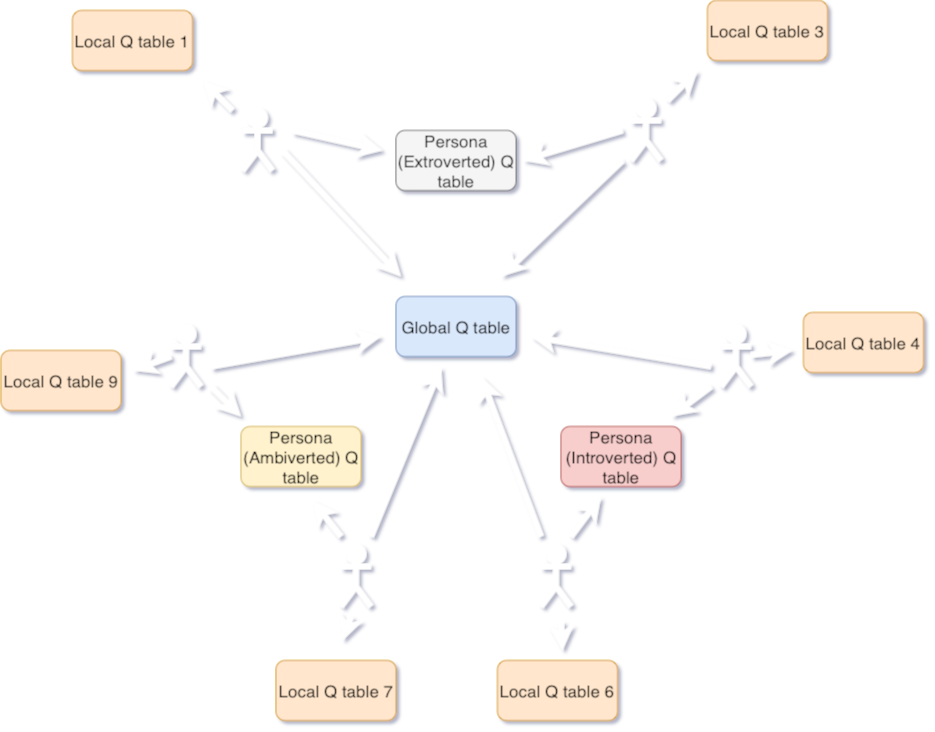 Local Q table 1
Local Q table 3
Persona
(Extroverted) Q
table
Global Q table
Local Q table 4
Local Q table 9
Persona
(Ambiverted) Q
table
Persona
(Introverted) Q
table
Local Q table 7
Local Q table 6